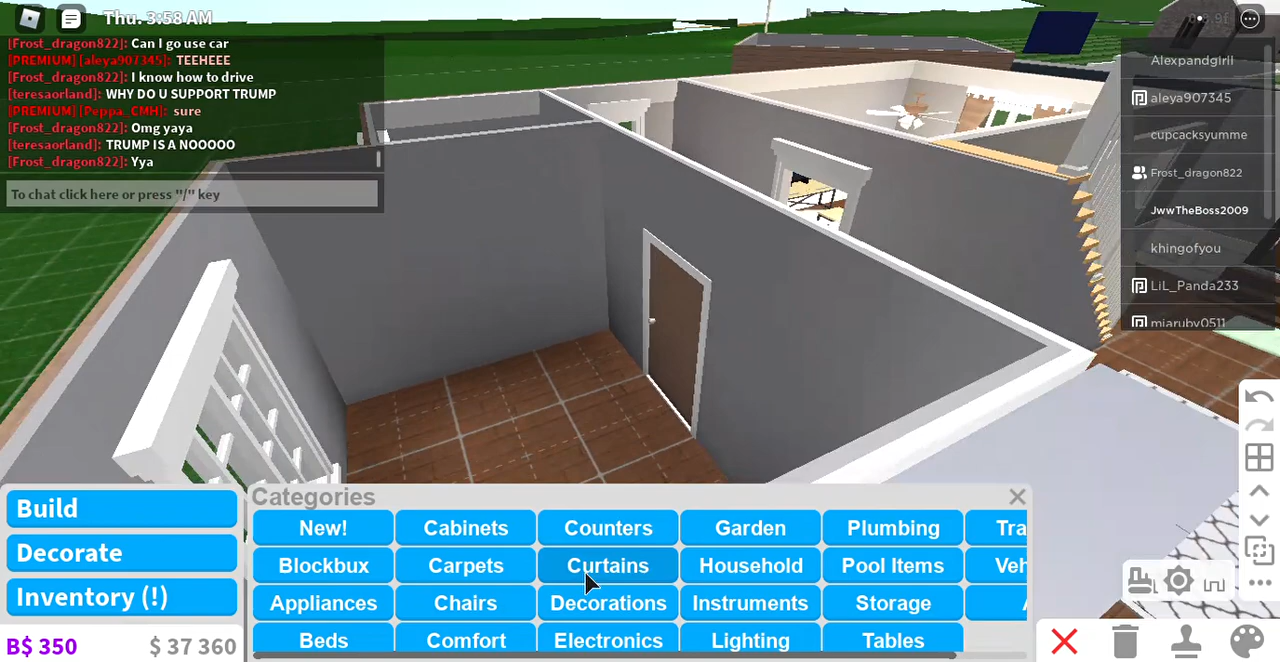 Thu. 3:58 AM
[Frost_dragon822]: Can I go use car
[PREMIUM] [aleya907345]: TEEHEEE
[Frost_dragon822]: I know how to drive
[teresaorland]: WHY DO U SUPPORT TRUMP
[PREMIUM] [Peppa_CMH]: sure
[Frost_dragon822]: Omg yaya
[teresaorland]: TRUMP IS A NOOOOO
[Frost_dragon822]: Yya
To chat click here or press "/" key
Alexpandgirll
aleya907345
cupcacksyumme
Frost_dragon822
JwwTheBoss2009
khingofyou
LiL_Panda233
miaruby0511
Build
Decorate
Inventory (!)
B$ 350
$ 37 360
Categories
New! Cabinets Counters Garden Plumbing Tra
Blockbux Carpets Curtains Household Pool Items Veh
Appliances Chairs Decorations Instruments Storage
Beds Comfort Electronics Lighting Tables